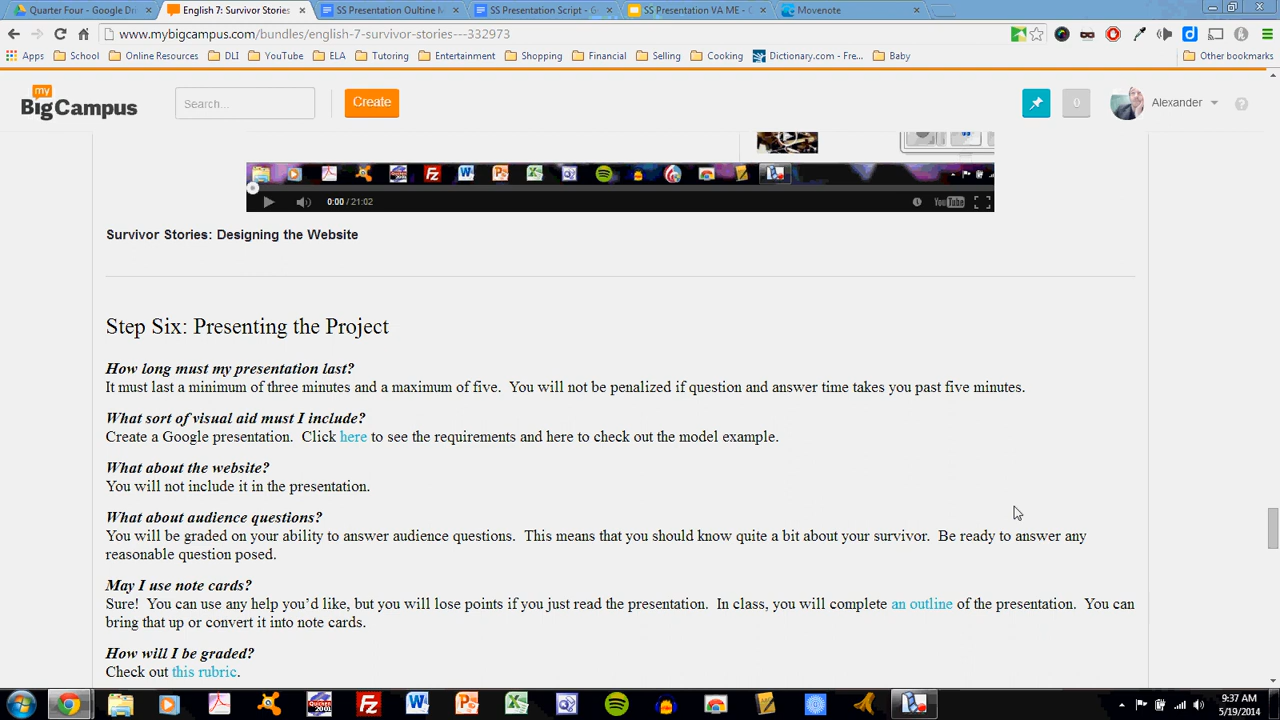 Quarter Four - Google Dri
English 7: Survivor Stories
SS Presentation Oultine M
SS Presentation Script - G
SS Presentation VA ME - G
Movenote
www.mybigcampus.com/bundles/english-7-survivor-stories---332973
Apps
School
Online Resources
DLI
YouTube
ELA
Tutoring
Entertainment
Shopping
Financial
Selling
Cooking
Dictionary.com - Fre...
Baby
Other bookmarks
my
BigCampus
Search...
Create
0
Alexander
?
0:00 / 21:02
YouTube
Survivor Stories: Designing the Website
Step Six: Presenting the Project
How long must my presentation last?
It must last a minimum of three minutes and a maximum of five. You will not be penalized if question and answer time takes you past five minutes.
What sort of visual aid must I include?
Create a Google presentation. Click here to see the requirements and here to check out the model example.
What about the website?
You will not include it in the presentation.
What about audience questions?
You will be graded on your ability to answer audience questions. This means that you should know quite a bit about your survivor. Be ready to answer any
reasonable question posed.
May I use note cards?
Sure! You can use any help you'd like, but you will lose points if you just read the presentation. In class, you will complete an outline of the presentation. You can
bring that up or convert it into note cards.
How will I be graded?
Check out this rubric.
9:37 AM
5/19/2014